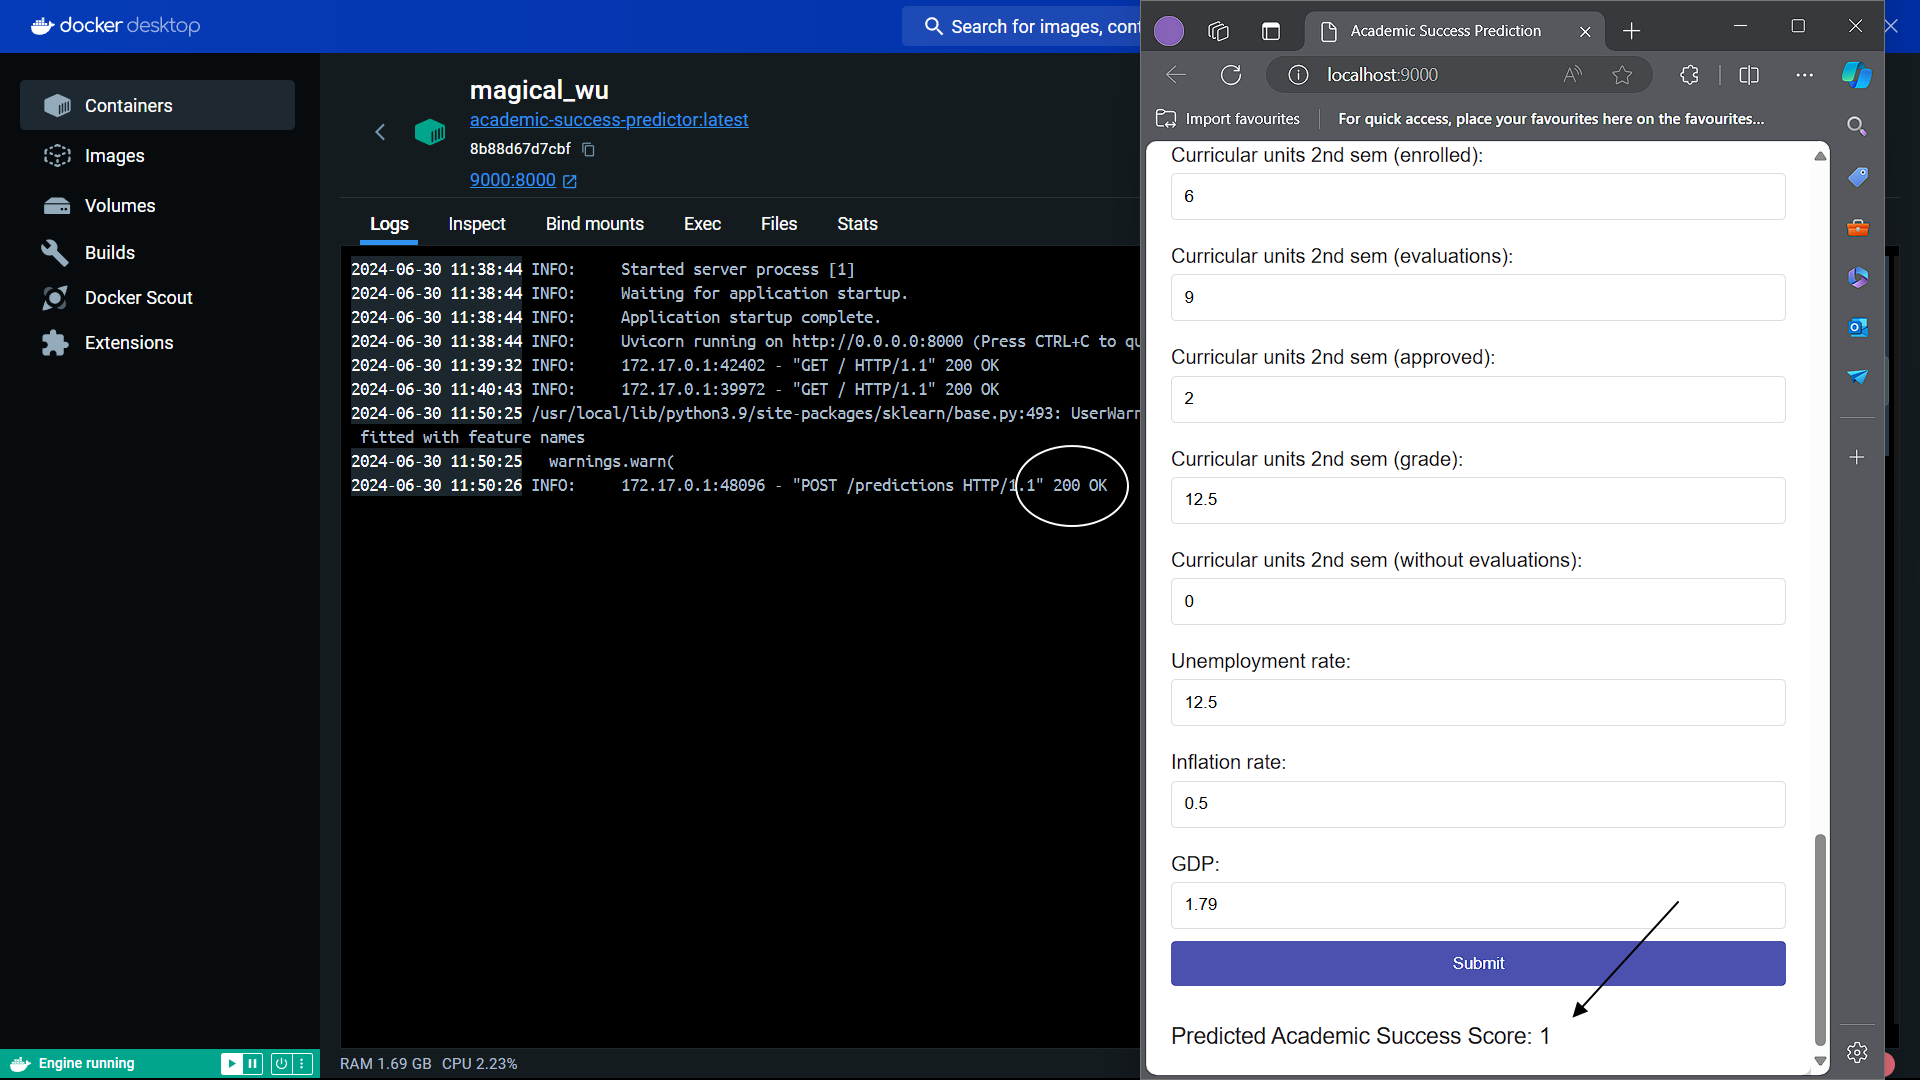 docker desktop
Search for images, cont
Containers
Images
Volumes
Builds
Docker Scout
Extensions
magical_wu
academic-success-predictor:latest
8b88d67d7cbf
9000:8000
Logs Inspect Bind mounts Exec Files Stats
2024-06-30 11:38:44 INFO: Started server process [1]
2024-06-30 11:38:44 INFO: Waiting for application startup.
2024-06-30 11:38:44 INFO: Application startup complete.
2024-06-30 11:38:44 INFO: Uvicorn running on http://0.0.0.0:8000 (Press CTRL+C to qu
2024-06-30 11:39:32 INFO: 172.17.0.1:42402 - "GET / HTTP/1.1" 200 OK
2024-06-30 11:40:43 INFO: 172.17.0.1:39972 - "GET / HTTP/1.1" 200 OK
2024-06-30 11:50:25 /usr/local/lib/python3.9/site-packages/sklearn/base.py:493: UserWarn
fitted with feature names
2024-06-30 11:50:25 warnings.warn(
2024-06-30 11:50:26 INFO: 172.17.0.1:48096 - "POST /predictions HTTP/1.1" 200 OK
Engine running
RAM 1.69 GB CPU 2.23%
Academic Success Prediction
localhost:9000
Import favourites
For quick access, place your favourites here on the favourites...
Curricular units 2nd sem (enrolled):
6
Curricular units 2nd sem (evaluations):
9
Curricular units 2nd sem (approved):
2
Curricular units 2nd sem (grade):
12.5
Curricular units 2nd sem (without evaluations):
0
Unemployment rate:
12.5
Inflation rate:
0.5
GDP:
1.79
Submit
Predicted Academic Success Score: 1